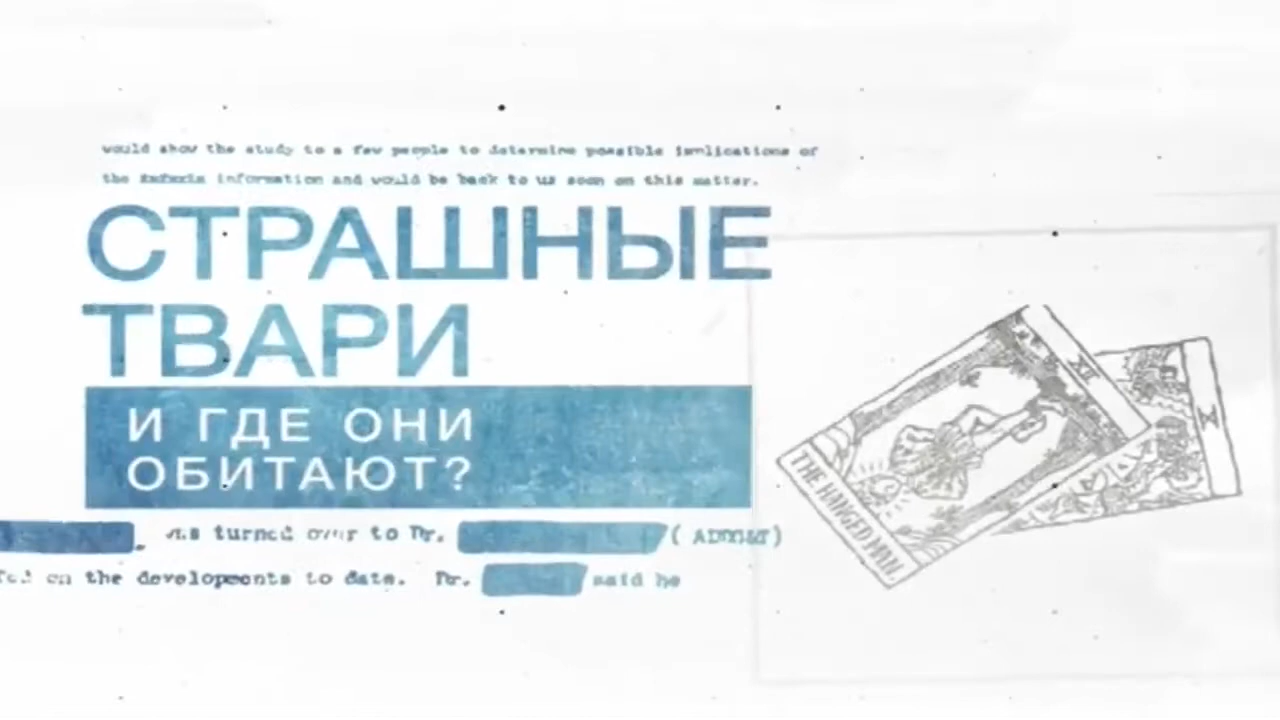 would show the study to a few people to determine possible implications of
the information and would be back to us soon on this matter.
СТРАШНЫЕ
ТВАРИ
И ГДЕ ОНИ
ОБИТАЮТ?
turned over to Dr.
on the developments to date. Dr. said he
THE HANGED MAN.
XII
X